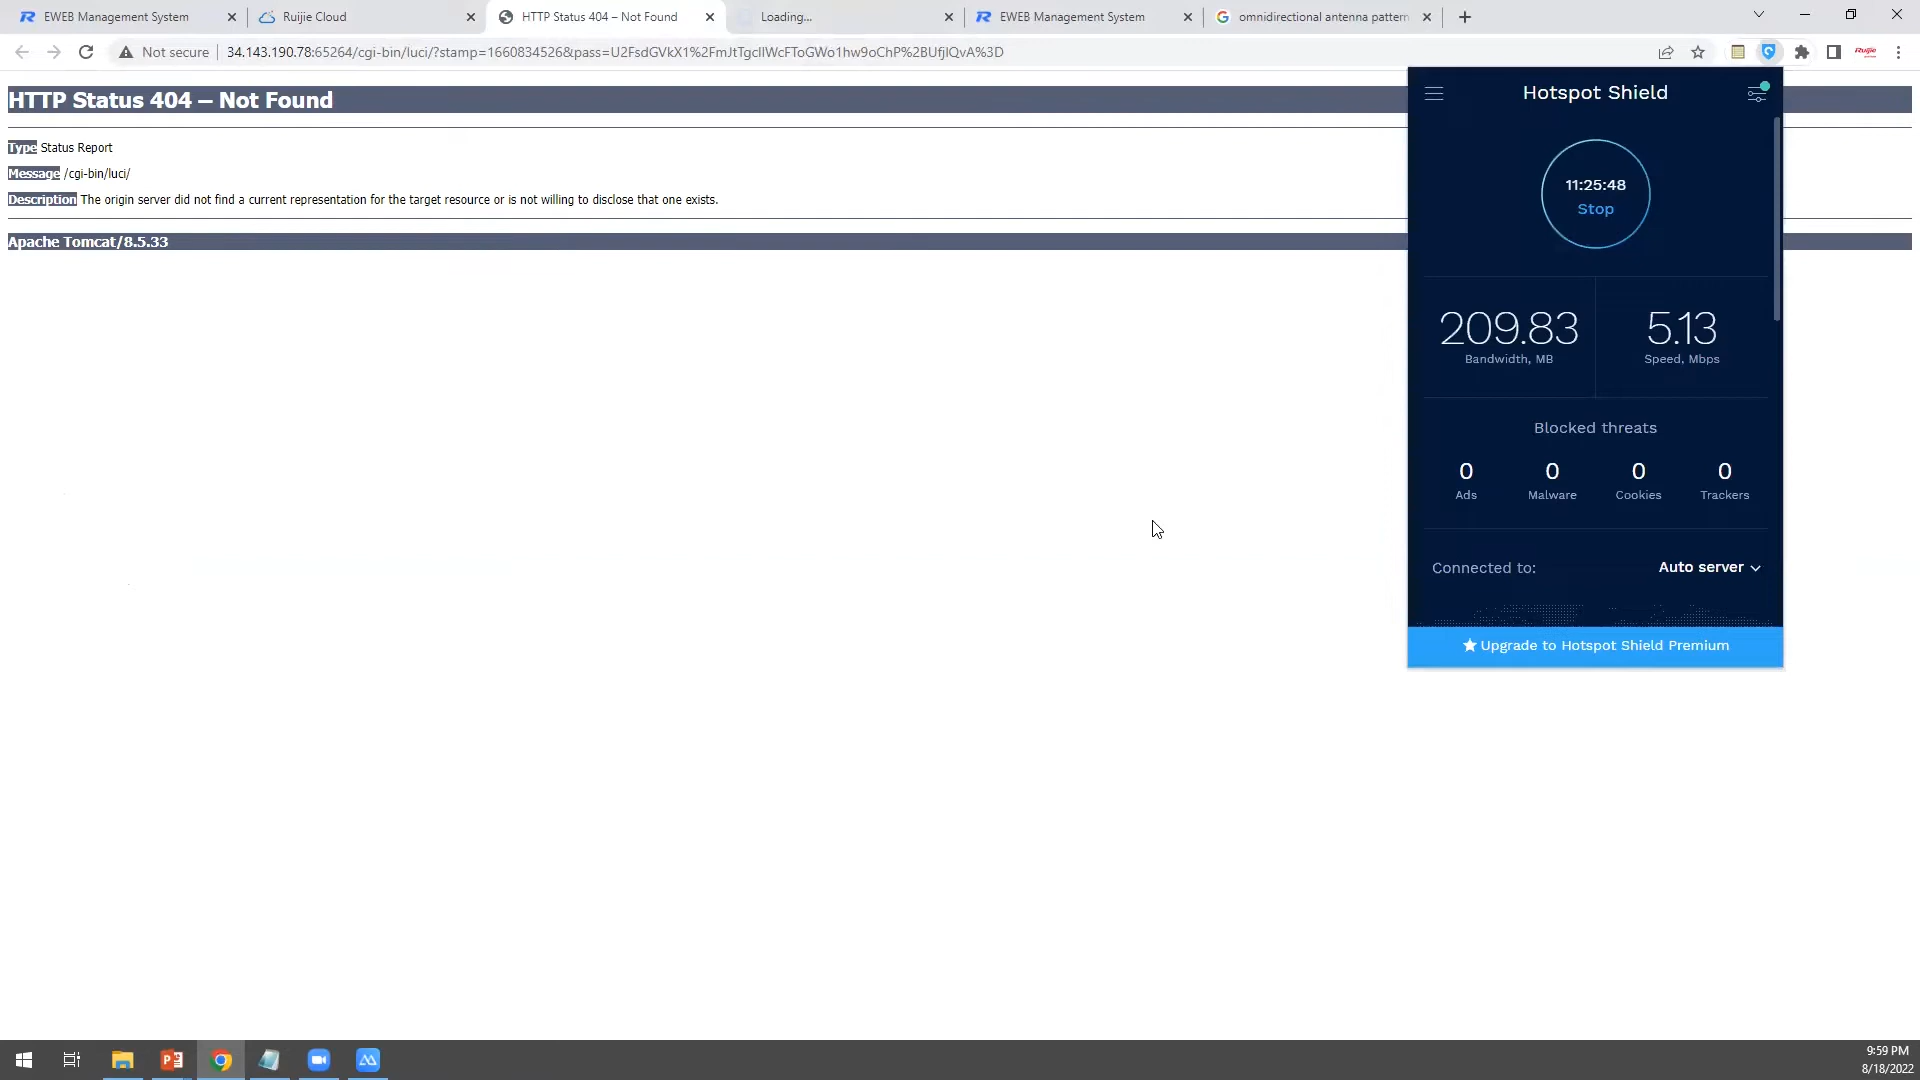 EWEB Management System
Ruijie Cloud
HTTP Status 404 – Not Found
Loading...
EWEB Management System
omnidirectional antenna pattern
Not secure
34.143.190.78:65264/cgi-bin/luci/?stamp=1660834526&pass=U2FsdGVkX1%2FmJtTgcIlWcFToGWo1hw9oChP%2BUfjIQvA%3D
Ruijie
HTTP Status 404 – Not Found
Type Status Report
Message /cgi-bin/luci/
Description The origin server did not find a current representation for the target resource or is not willing to disclose that one exists.
Apache Tomcat/8.5.33
Hotspot Shield
11:25:48
Stop
209.83
Bandwidth, MB
5.13
Speed, Mbps
Blocked threats
0 0 0 0
Ads Malware Cookies Trackers
Connected to: Auto server
Upgrade to Hotspot Shield Premium
9:59 PM
8/18/2022